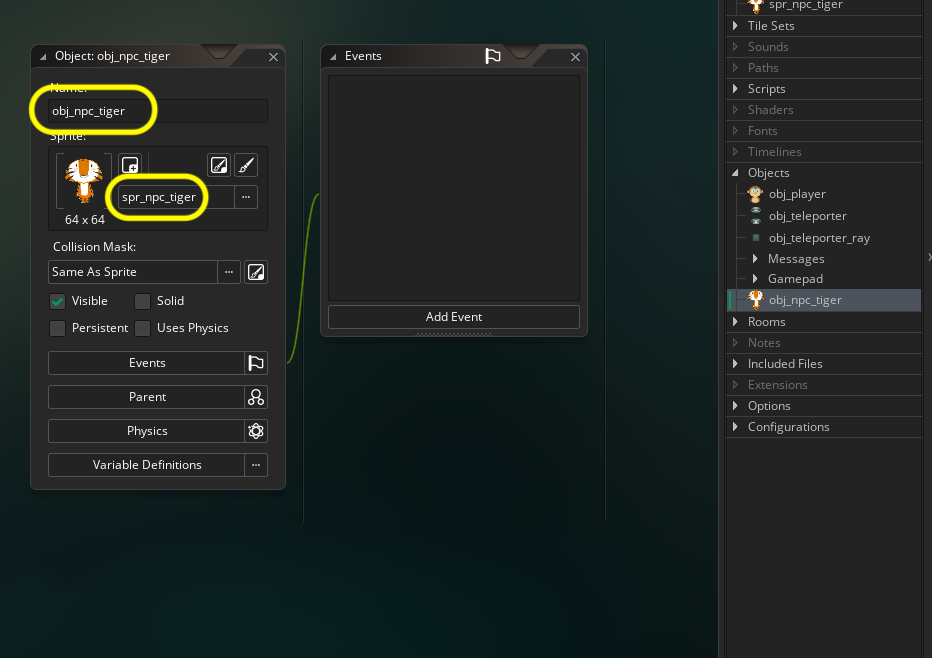 Object: obj_npc_tiger
Name:
obj_npc_tiger
Sprite:
spr_npc_tiger
...
64 x 64
Collision Mask:
Same As Sprite
...
Visible
Solid
Persistent
Uses Physics
Events
Parent
Physics
Variable Definitions
...
Events
Add Event
spr_npc_tiger
Tile Sets
Sounds
Paths
Scripts
Shaders
Fonts
Timelines
Objects
obj_player
obj_teleporter
obj_teleporter_ray
Messages
Gamepad
obj_npc_tiger
Rooms
Notes
Included Files
Extensions
Options
Configurations